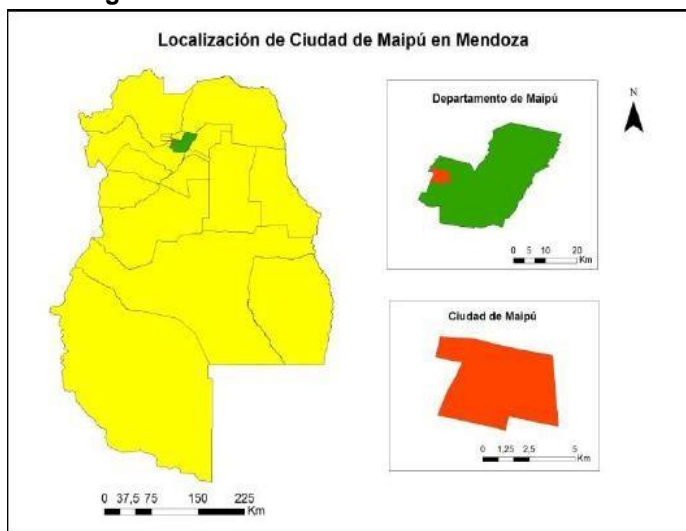 Localización de Ciudad de Maipú en Mendoza
Departamento de Maipú
N
0 5 10 20
Km
Ciudad de Maipú
0 1,25 2,5 5
Km
0 37,5 75 150 225
Km